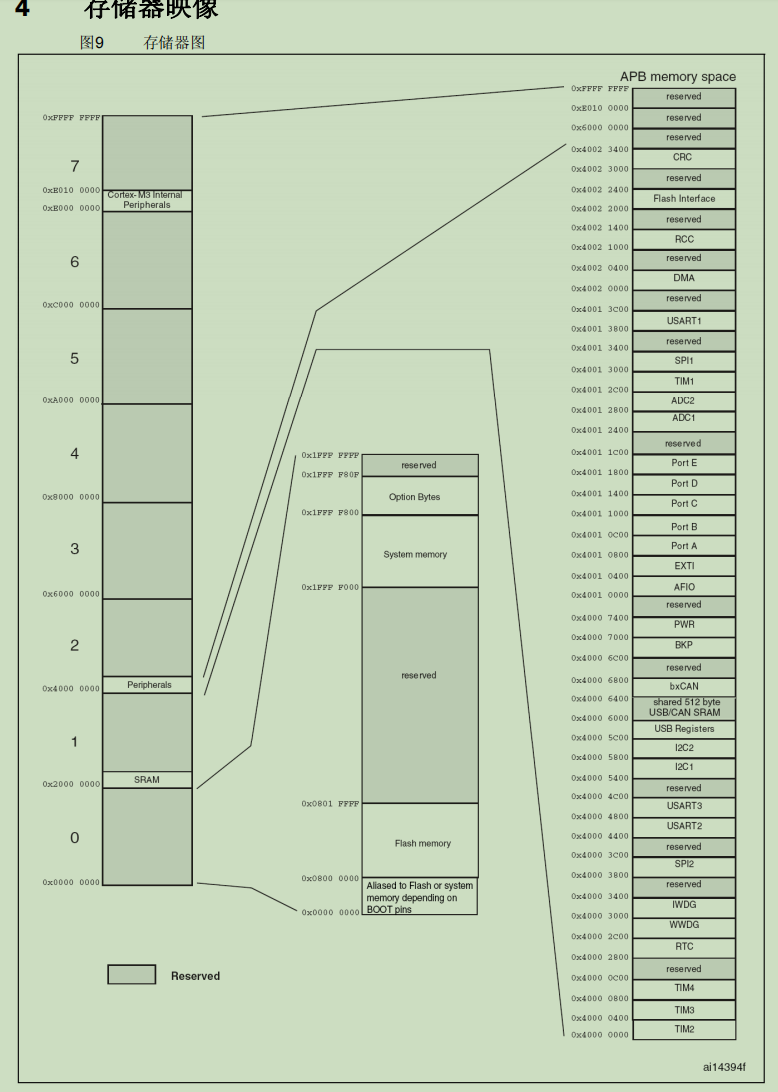 4 存储器映像
图9 存储器图
APB memory space
0xFFFF FFFF
7
0xE010 0000
Cortex-M3 Internal
Peripherals
0xE000 0000
6
0xC000 0000
5
0xA000 0000
4
0x8000 0000
3
0x6000 0000
2
Peripherals
0x4000 0000
1
SRAM
0x2000 0000
0
0x0000 0000
0x1FFF FFFF
reserved
0x1FFF F80F
Option Bytes
0x1FFF F800
System memory
0x1FFF F000
reserved
0x0801 FFFF
Flash memory
0x0800 0000
Aliased to Flash or system
memory depending on
BOOT pins
0x0000 0000
0xFFFF FFFF
reserved
0xE010 0000
reserved
0x6000 0000
reserved
0x4002 3400
CRC
0x4002 3000
reserved
0x4002 2400
Flash Interface
0x4002 2000
reserved
0x4002 1400
RCC
0x4002 1000
reserved
0x4002 0400
DMA
0x4002 0000
reserved
0x4001 3C00
USART1
0x4001 3800
reserved
0x4001 3400
SPI1
0x4001 3000
TIM1
0x4001 2C00
ADC2
0x4001 2800
ADC1
0x4001 2400
reserved
0x4001 1C00
Port E
0x4001 1800
Port D
0x4001 1400
Port C
0x4001 1000
Port B
0x4001 0C00
Port A
0x4001 0800
EXTI
0x4001 0400
AFIO
0x4001 0000
reserved
0x4000 7400
PWR
0x4000 7000
BKP
0x4000 6C00
reserved
0x4000 6800
bxCAN
0x4000 6400
shared 512 byte
USB/CAN SRAM
0x4000 6000
USB Registers
0x4000 5C00
I2C2
0x4000 5800
I2C1
0x4000 5400
reserved
0x4000 4C00
USART3
0x4000 4800
USART2
0x4000 4400
reserved
0x4000 3C00
SPI2
0x4000 3800
reserved
0x4000 3400
IWDG
0x4000 3000
WWDG
0x4000 2C00
RTC
0x4000 2800
reserved
0x4000 0C00
TIM4
0x4000 0800
TIM3
0x4000 0400
TIM2
0x4000 0000
Reserved
ai14394f